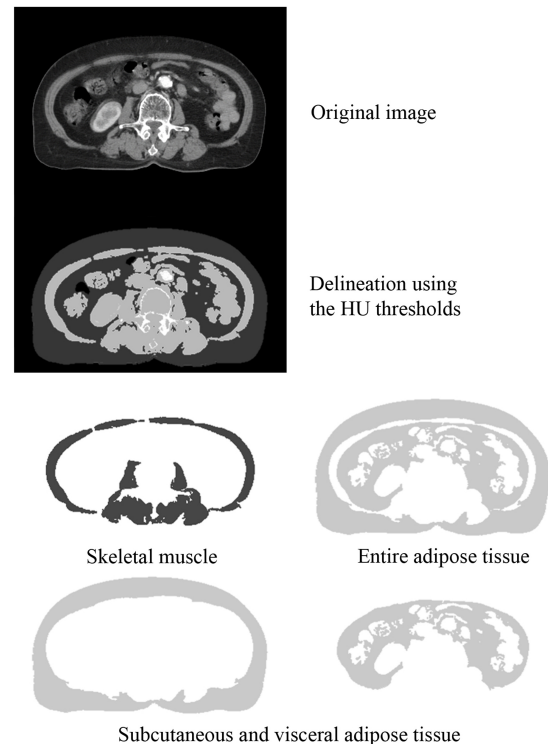 Original image
Delineation using
the HU thresholds
Skeletal muscle
Entire adipose tissue
Subcutaneous and visceral adipose tissue